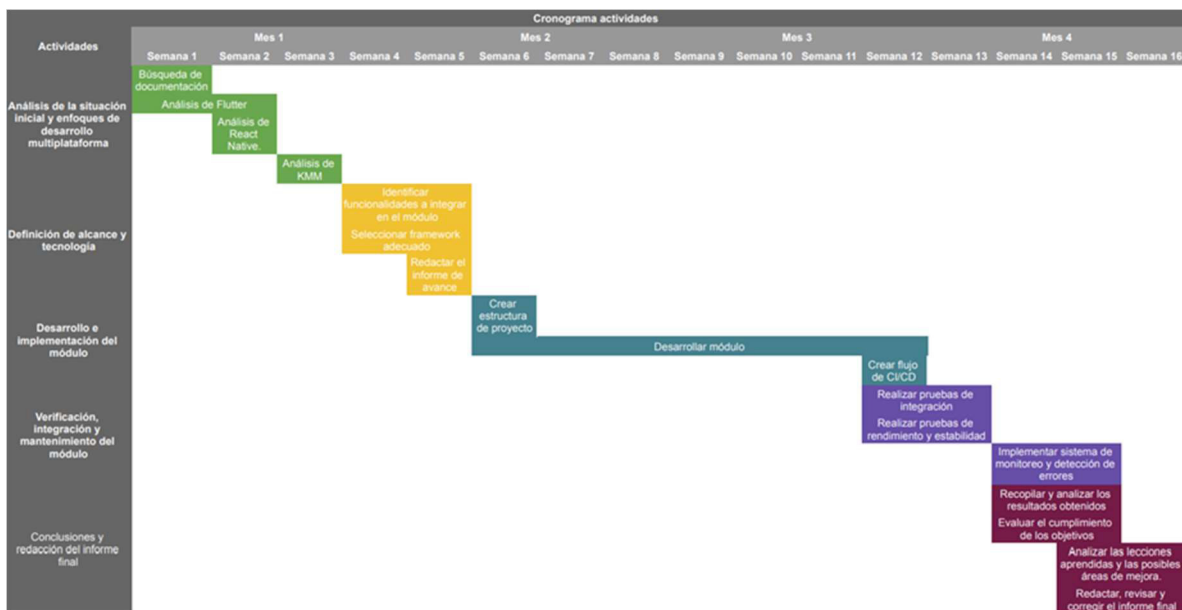 Cronograma actividades
Actividades
Mes 1
Mes 2
Mes 3
Mes 4
Semana 1
Semana 2
Semana 3
Semana 4
Semana 5
Semana 6
Semana 7
Semana 8
Semana 9
Semana 10
Semana 11
Semana 12
Semana 13
Semana 14
Semana 15
Semana 16
Análisis de la situación
inicial y enfoques de
desarrollo
multiplataforma
Búsqueda de
documentación
Análisis de Flutter
Análisis de
React
Native.
Análisis de
KMM
Definición de alcance y
tecnología
Identificar
funcionalidades a integrar
en el módulo
Seleccionar framework
adecuado
Redactar el
informe de
avance
Desarrollo e
implementación del
módulo
Crear
estructura
de proyecto
Desarrollar módulo
Crear flujo
de CI/CD
Verificación,
integración y
mantenimiento del
módulo
Realizar pruebas de
integración
Realizar pruebas de
rendimiento y estabilidad
Implementar sistema de
monitoreo y detección de
errores
Conclusiones y
redacción del informe
final
Recopilar y analizar los
resultados obtenidos
Evaluar el cumplimiento
de los objetivos
Analizar las lecciones
aprendidas y las posibles
áreas de mejora.
Redactar, revisar y
corregir el informe final